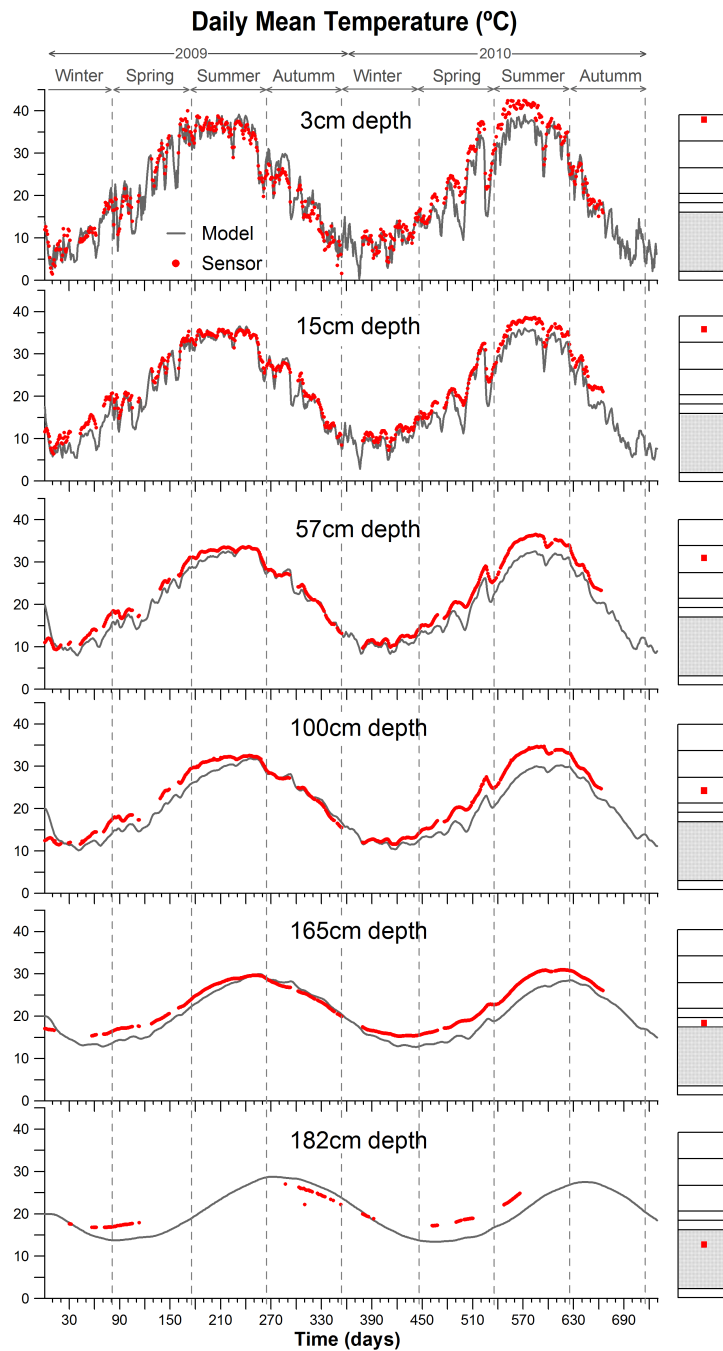 Daily Mean Temperature (ºC)
2009 2010
Winter Spring Summer Autumm Winter Spring Summer Autumm
40
3cm depth
30
20
10
Model
Sensor
0
40
15cm depth
30
20
10
0
40
57cm depth
30
20
10
0
40
100cm depth
30
20
10
0
40
165cm depth
30
20
10
0
40
182cm depth
30
20
10
0
30 90 150 210 270 330 390 450 510 570 630 690
Time (days)